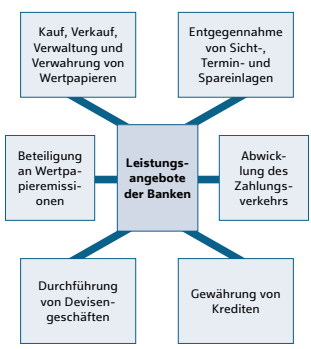 Kauf, Verkauf,
Verwaltung und
Verwahrung von
Wertpapieren
Entgegennahme
von Sicht-,
Termin- und
Spareinlagen
Beteiligung
an Wertpa-
pieremissi-
onen
Leistungs-
angebote
der Banken
Abwick-
lung des
Zahlungs-
verkehrs
Durchführung
von Devisen-
geschäften
Gewährung von
Krediten